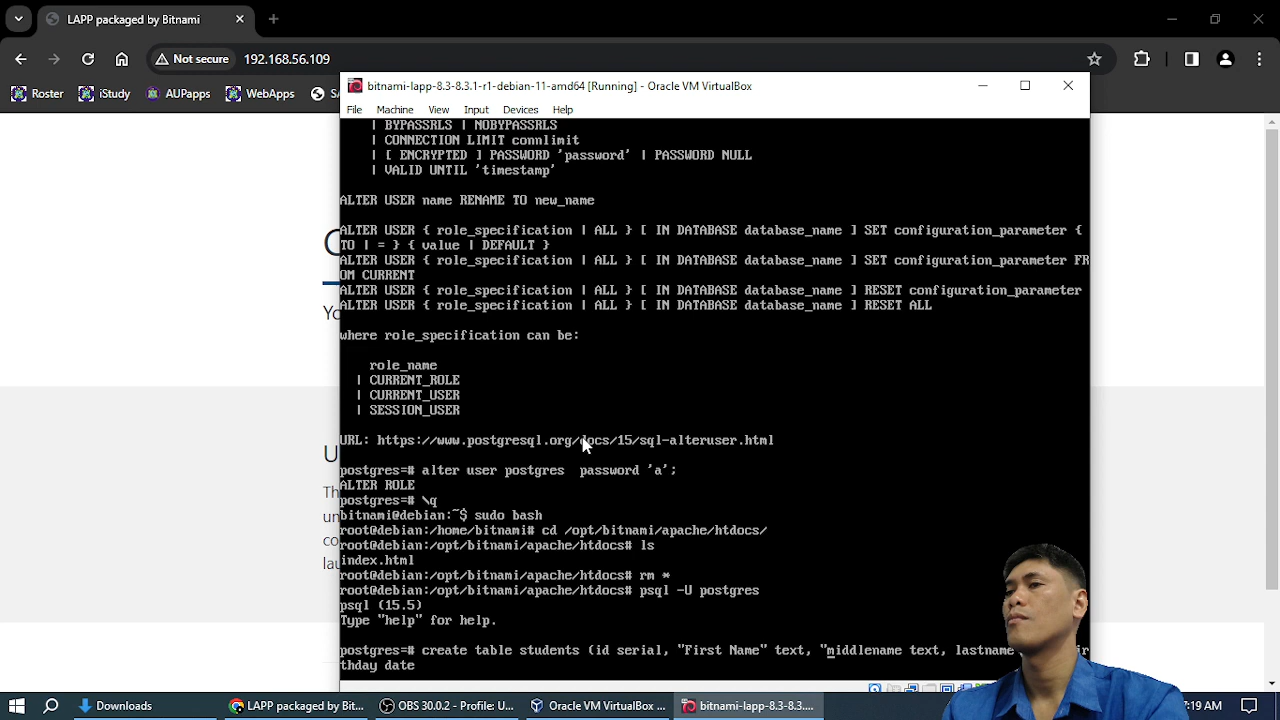 LAPP packaged by Bitnami
Not secure
192.168.56.109
Roster
iStudy
AUPapps
WebApps
bitnami-lapp-8.3-8.3.1-r1-debian-11-amd64 [Running] - Oracle VM VirtualBox
File Machine View Input Devices Help
| BYPASSRLS | NOBYPASSRLS
| CONNECTION LIMIT connlimit
| [ ENCRYPTED ] PASSWORD 'password' | PASSWORD NULL
| VALID UNTIL 'timestamp'
ALTER USER name RENAME TO new_name
ALTER USER { role_specification | ALL } [ IN DATABASE database_name ] SET configuration_parameter {
TO | = } { value | DEFAULT }
ALTER USER { role_specification | ALL } [ IN DATABASE database_name ] SET configuration_parameter FR
OM CURRENT
ALTER USER { role_specification | ALL } [ IN DATABASE database_name ] RESET configuration_parameter
ALTER USER { role_specification | ALL } [ IN DATABASE database_name ] RESET ALL
where role_specification can be:
role_name
| CURRENT_ROLE
| CURRENT_USER
| SESSION_USER
URL: https://www.postgresql.org/docs/15/sql-alteruser.html
postgres=# alter user postgres  password 'a';
ALTER ROLE
postgres=# \q
bitnami@debian:~$ sudo bash
root@debian:/home/bitnami# cd /opt/bitnami/apache/htdocs/
root@debian:/opt/bitnami/apache/htdocs# ls
index.html
root@debian:/opt/bitnami/apache/htdocs# rm *
root@debian:/opt/bitnami/apache/htdocs# psql -U postgres
psql (15.5)
Type "help" for help.
postgres=# create table students (id serial, "First Name" text, "middlename text, lastname
thday date
Downloads
LAPP packaged by Bi...
OBS 30.0.2 - Profile: U...
Oracle VM VirtualBox ...
bitnami-lapp-8.3-8.3....
:19 AM